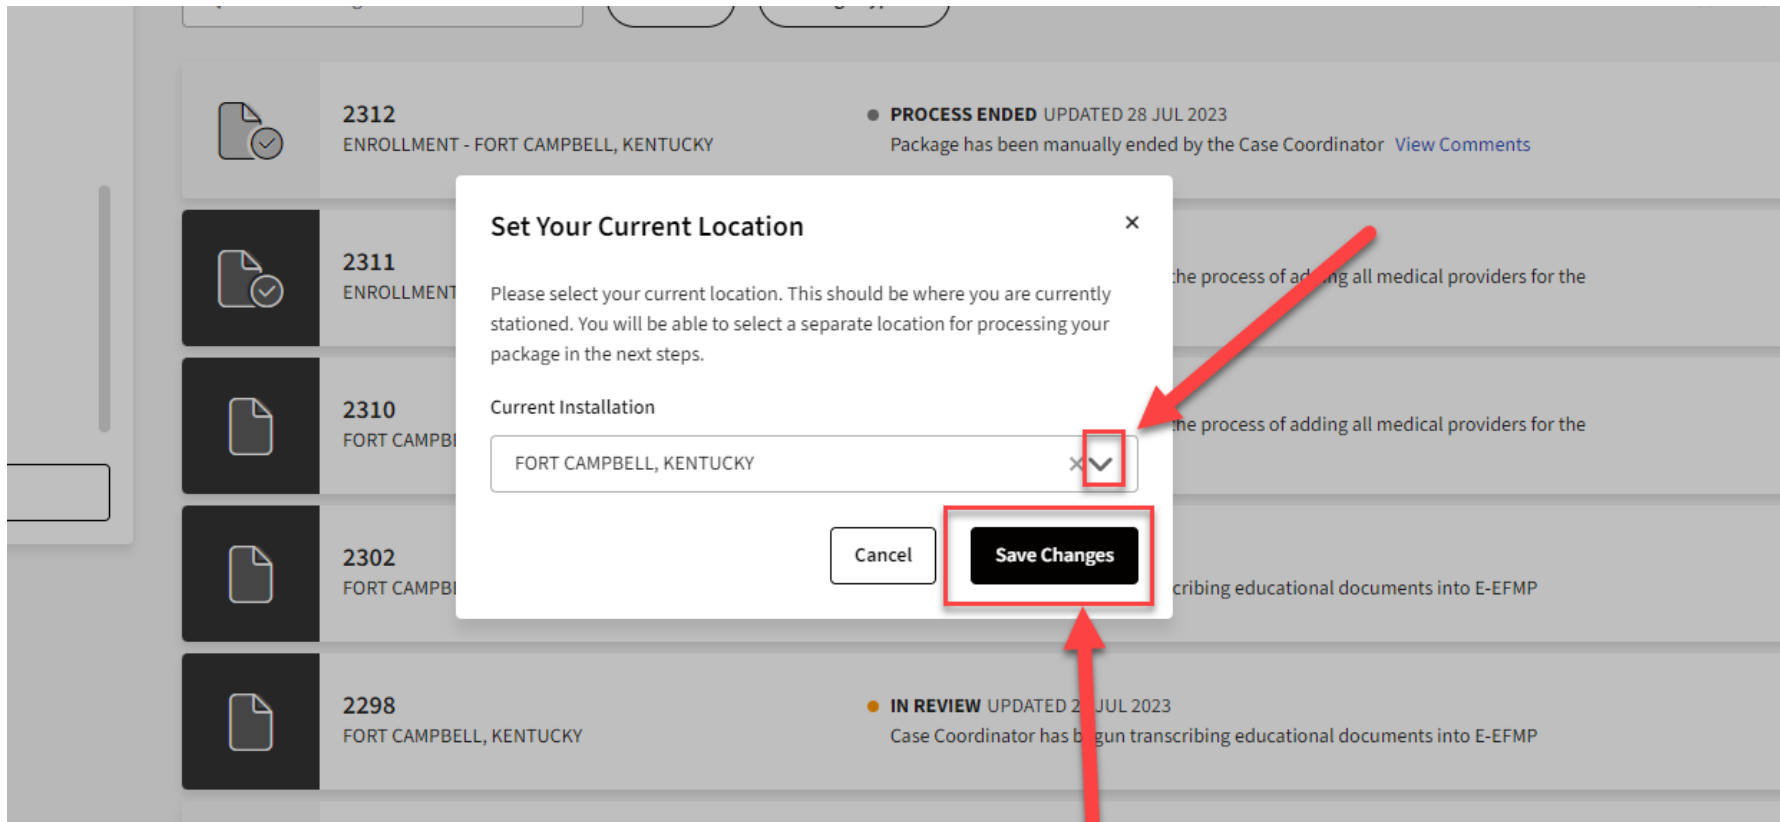 2312
ENROLLMENT - FORT CAMPBELL, KENTUCKY
PROCESS ENDED UPDATED 28 JUL 2023
Package has been manually ended by the Case Coordinator View Comments
2311
ENROLLMENT
the process of adding all medical providers for the
Set Your Current Location
Please select your current location. This should be where you are currently
stationed. You will be able to select a separate location for processing your
package in the next steps.
Current Installation
FORT CAMPBELL, KENTUCKY
Cancel
Save Changes
2310
FORT CAMPBE
the process of adding all medical providers for the
2302
FORT CAMPBE
cribing educational documents into E-EFMP
2298
FORT CAMPBELL, KENTUCKY
IN REVIEW UPDATED 2 JUL 2023
Case Coordinator has begun transcribing educational documents into E-EFMP